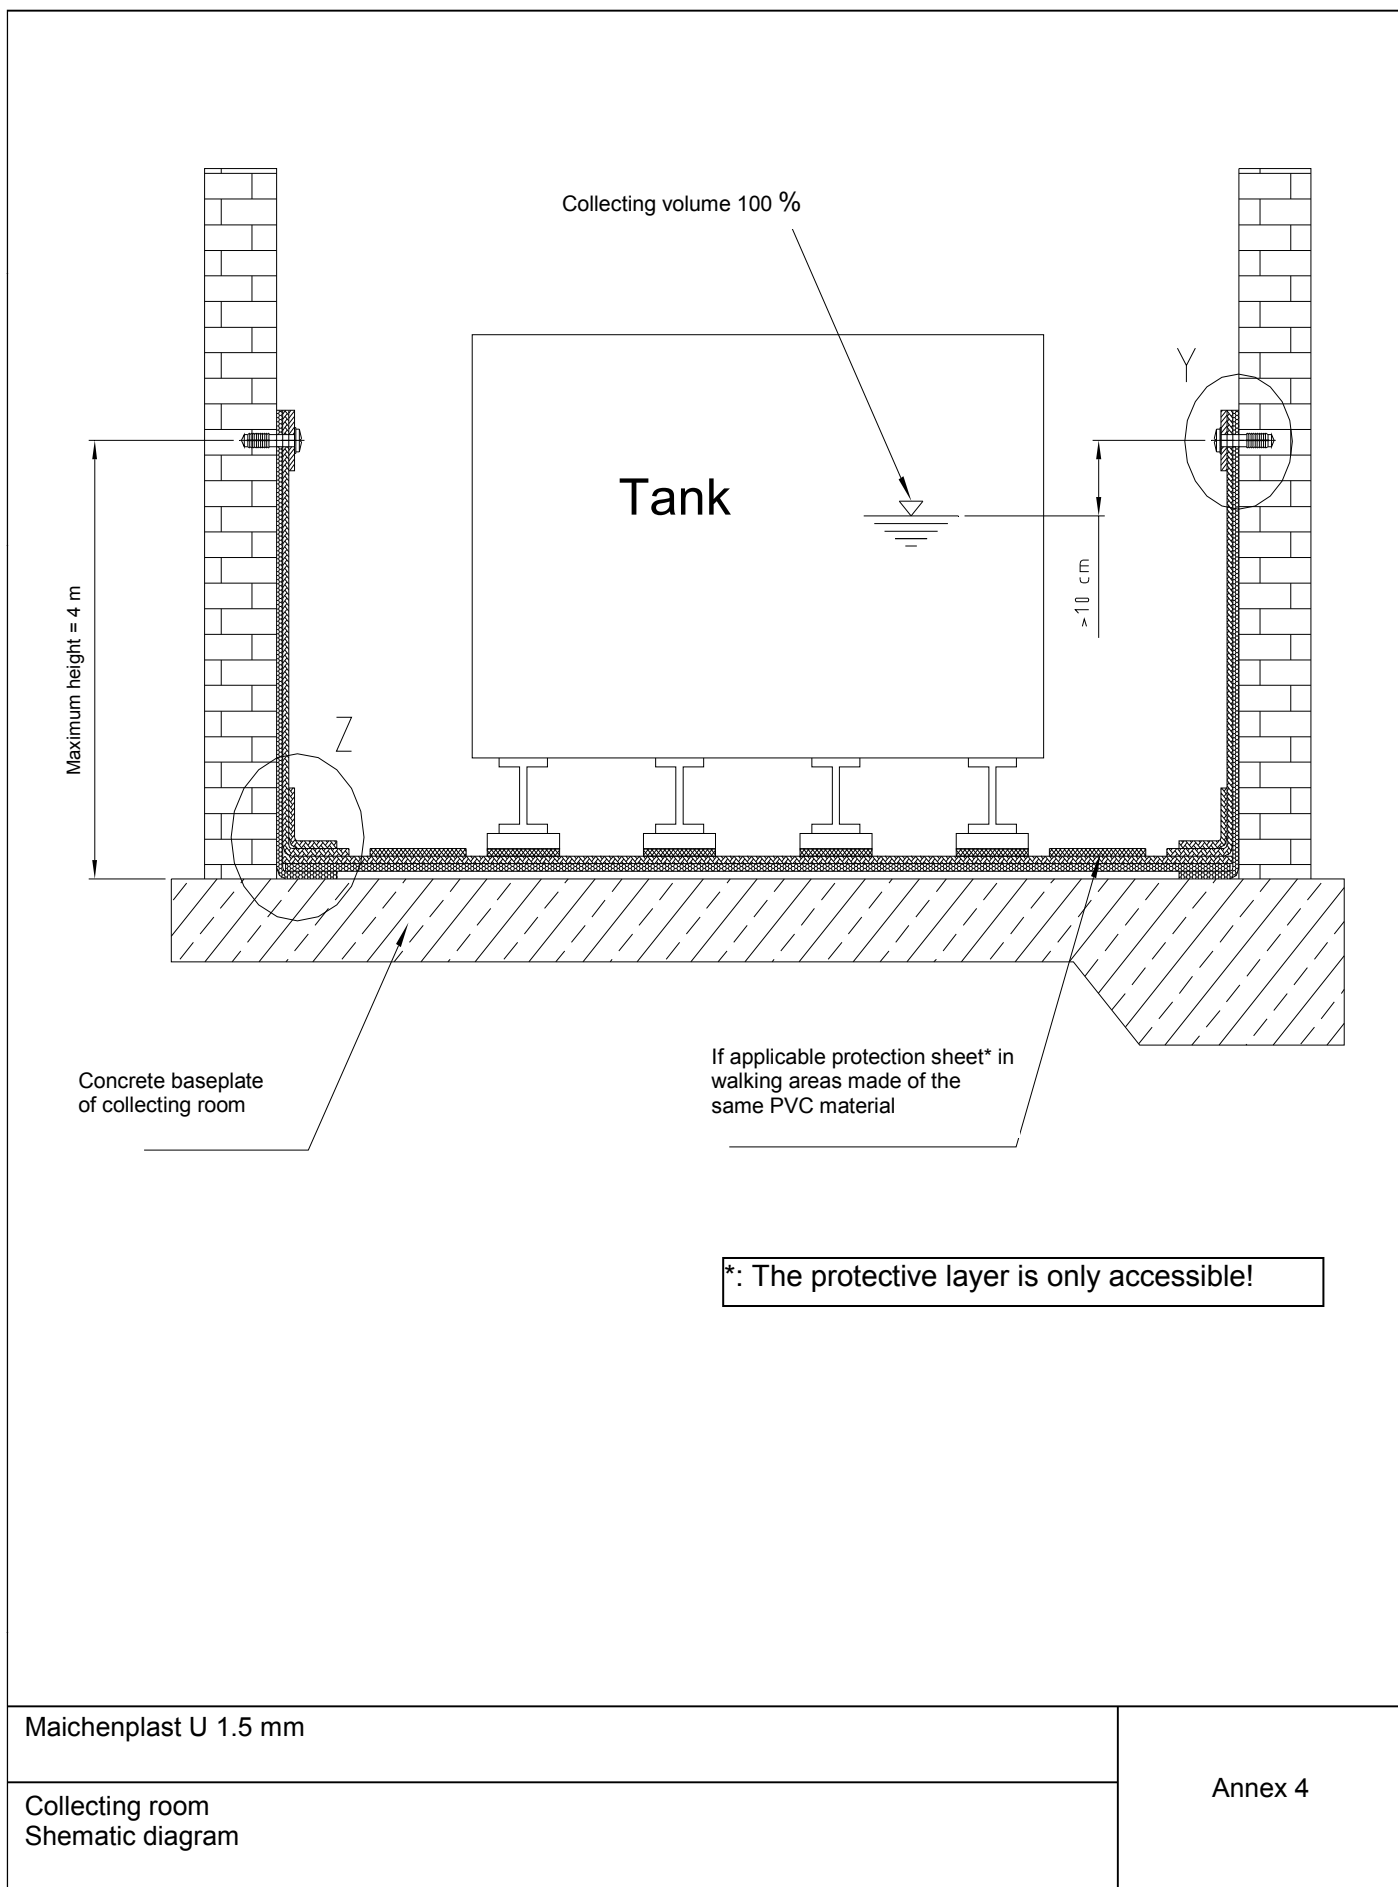 Collecting volume 100 %
Y
Tank
>10 cm
Maximum height = 4 m
Z
If applicable protection sheet* in
walking areas made of the
same PVC material
Concrete baseplate
of collecting room
*: The protective layer is only accessible!
Maichenplast U 1.5 mm
Annex 4
Collecting room
Shematic diagram